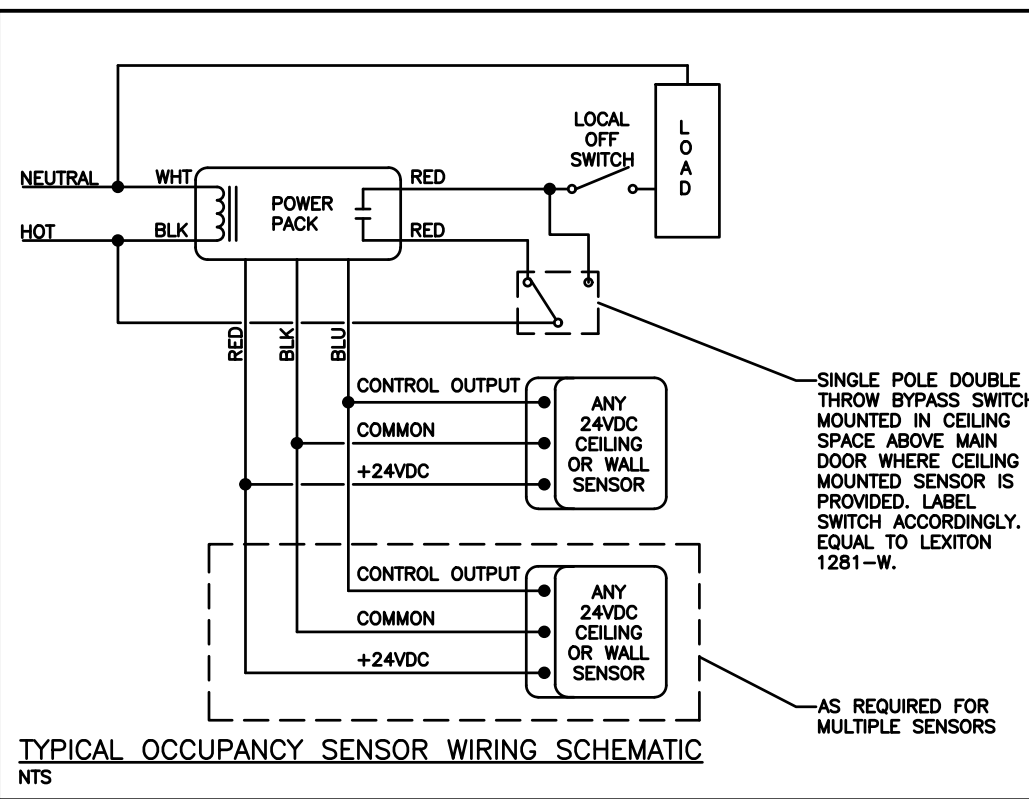 LOCAL
OFF
SWITCH
LOAD
NEUTRAL
WHT
POWER
PACK
RED
HOT
BLK
RED
RED
BLK
BLU
CONTROL OUTPUT
COMMON
+24VDC
ANY
24VDC
CEILING
OR WALL
SENSOR
SINGLE POLE DOUBLE
THROW BYPASS SWITCH
MOUNTED IN CEILING
SPACE ABOVE MAIN
DOOR WHERE CEILING
MOUNTED SENSOR IS
PROVIDED. LABEL
SWITCH ACCORDINGLY.
EQUAL TO LEXITON
1281-W.
CONTROL OUTPUT
COMMON
+24VDC
ANY
24VDC
CEILING
OR WALL
SENSOR
AS REQUIRED FOR
MULTIPLE SENSORS
TYPICAL OCCUPANCY SENSOR WIRING SCHEMATIC
NTS